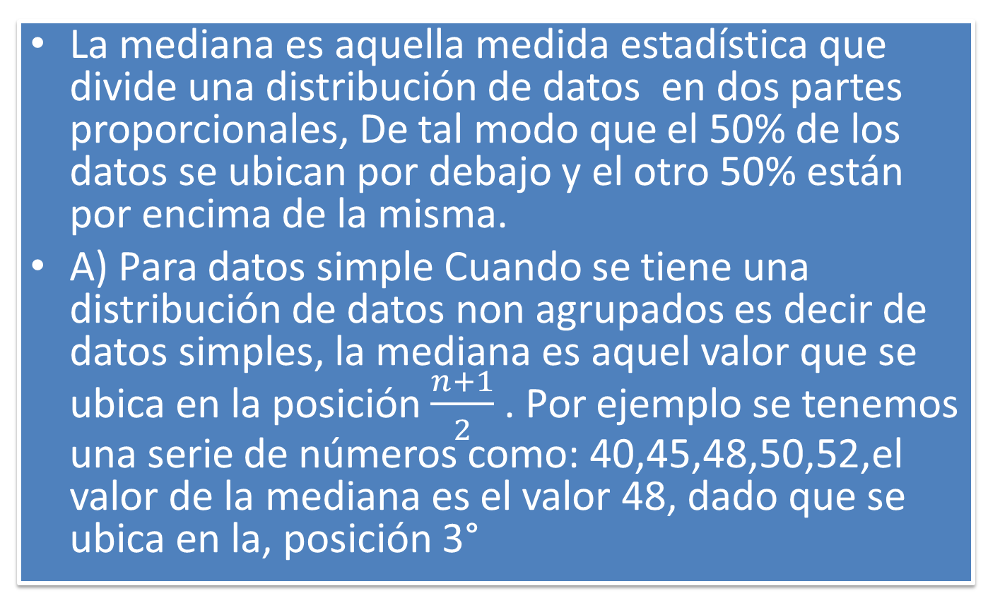 • La mediana es aquella medida estadística que
divide una distribución de datos  en dos partes
proporcionales, De tal modo que el 50% de los
datos se ubican por debajo y el otro 50% están
por encima de la misma.
• A) Para datos simple Cuando se tiene una
distribución de datos non agrupados es decir de
datos simples, la mediana es aquel valor que se
ubica en la posición (n+1)/2 . Por ejemplo se tenemos
una serie de números como: 40,45,48,50,52,el
valor de la mediana es el valor 48, dado que se
ubica en la, posición 3°